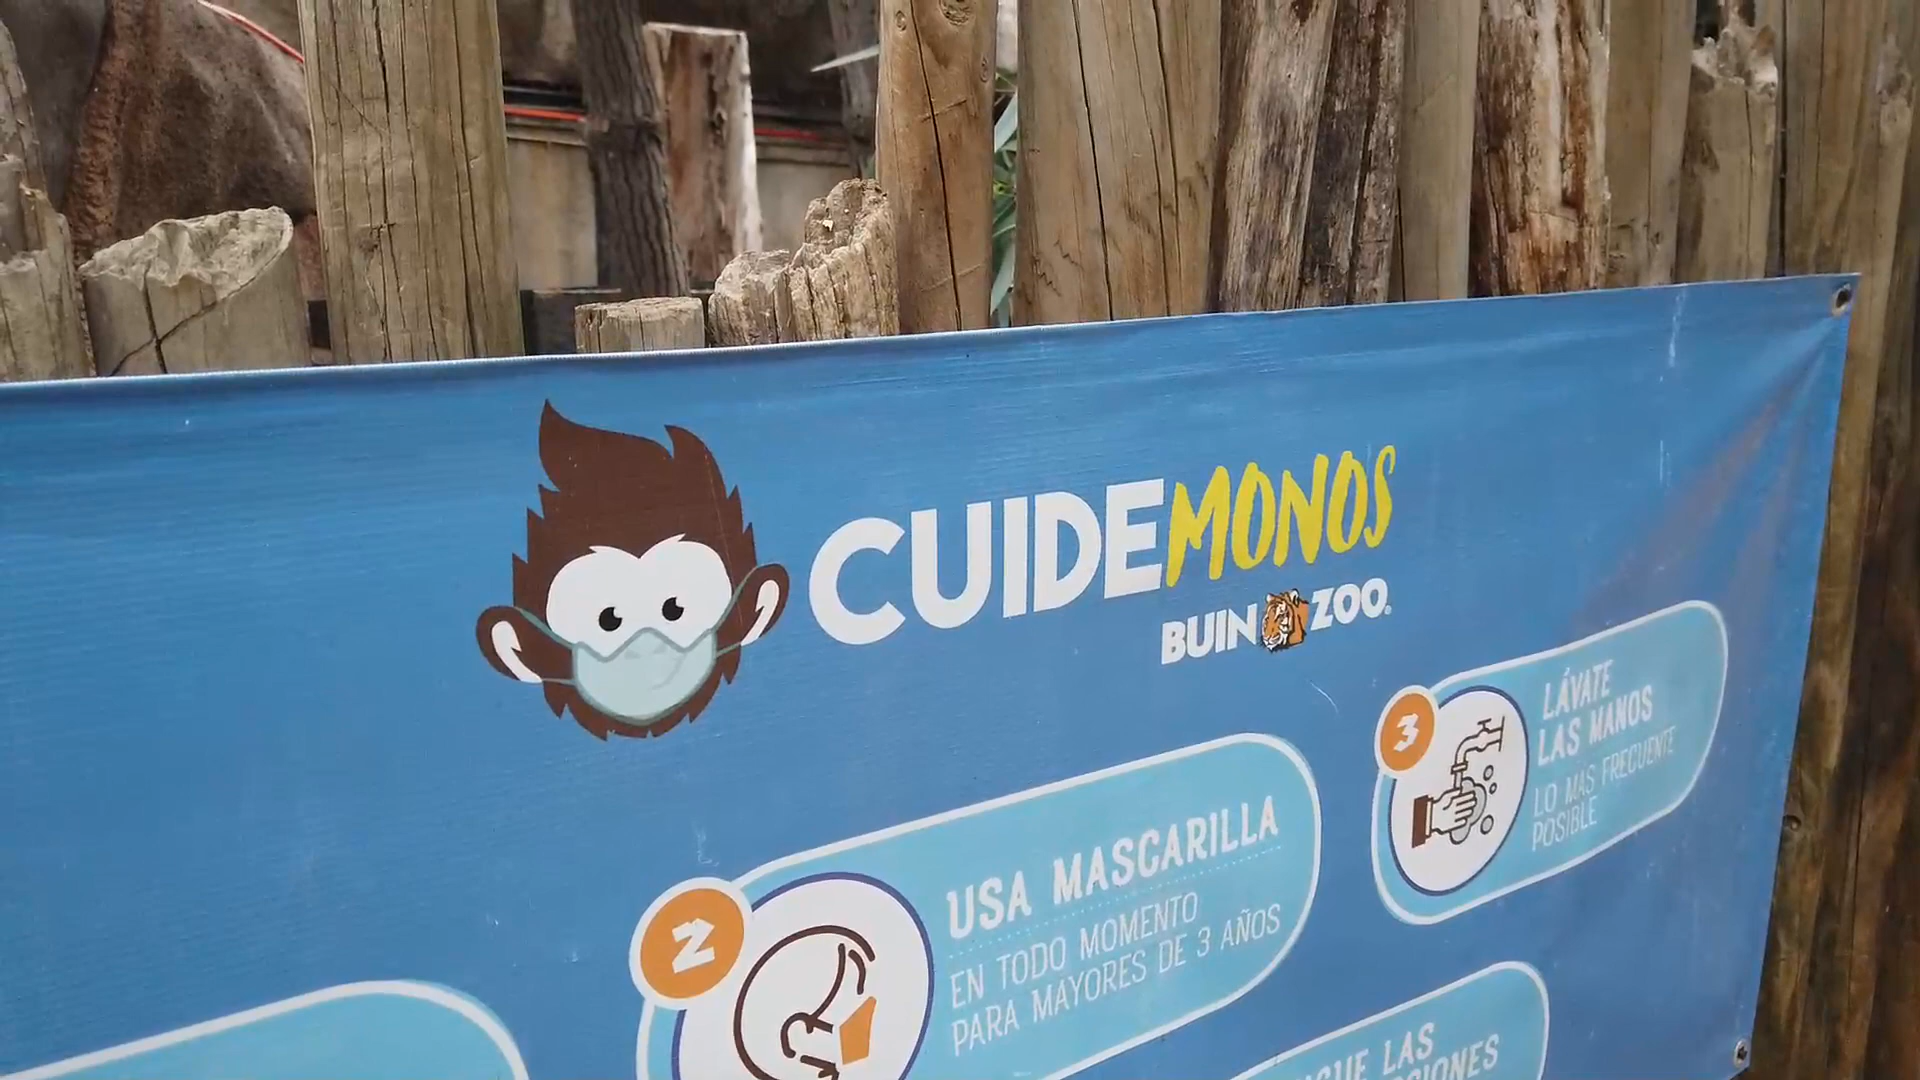 CUIDEMONOS
BUIN ZOO®
2
USA MASCARILLA
EN TODO MOMENTO
PARA MAYORES DE 3 AÑOS
3
LÁVATE
LAS MANOS
LO MÁS FRECUENTE
POSIBLE
LAS